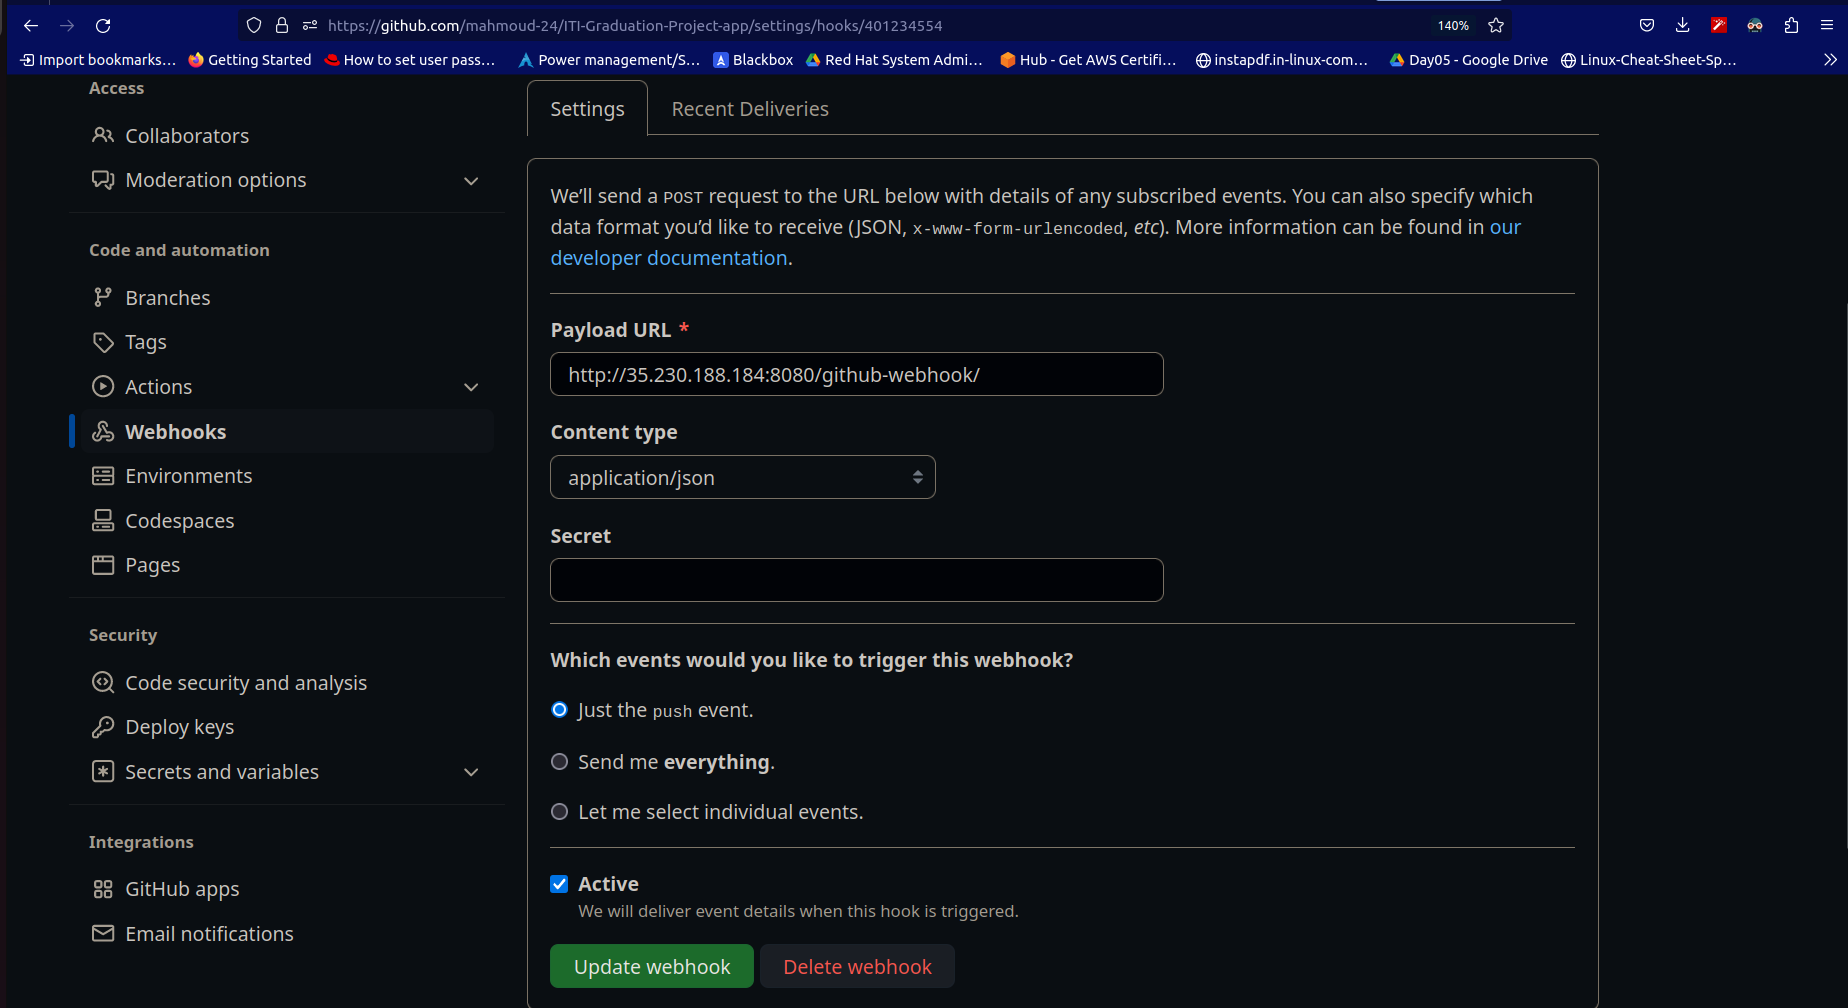 https://github.com/mahmoud-24/ITI-Graduation-Project-app/settings/hooks/401234554
140%
Import bookmarks...
Getting Started
How to set user pass...
Power management/S...
Blackbox
Red Hat System Admi...
Hub - Get AWS Certifi...
instapdf.in-linux-com...
Day05 - Google Drive
Linux-Cheat-Sheet-Sp...
Access
Collaborators
Moderation options
Code and automation
Branches
Tags
Actions
Webhooks
Environments
Codespaces
Pages
Security
Code security and analysis
Deploy keys
Secrets and variables
Integrations
GitHub apps
Email notifications
Settings
Recent Deliveries
We’ll send a POST request to the URL below with details of any subscribed events. You can also specify which
data format you’d like to receive (JSON, x-www-form-urlencoded, etc). More information can be found in our
developer documentation.
Payload URL *
http://35.230.188.184:8080/github-webhook/
Content type
application/json
Secret
Which events would you like to trigger this webhook?
Just the push event.
Send me everything.
Let me select individual events.
Active
We will deliver event details when this hook is triggered.
Update webhook
Delete webhook